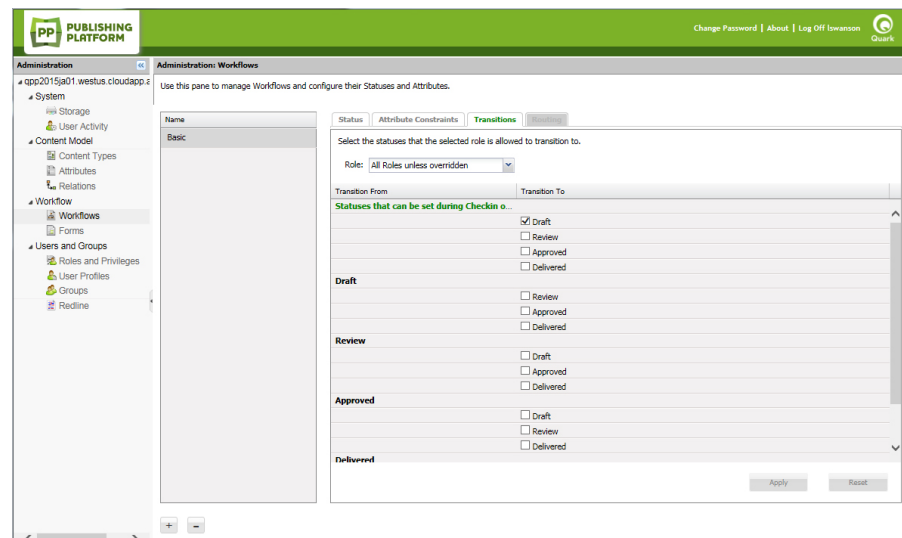 PP PUBLISHING PLATFORM
Change Password | About | Log Off lswanson
Quark
Administration
qpp2015ja01.westus.cloudapp.a
System
Storage
User Activity
Content Model
Content Types
Attributes
Relations
Workflow
Workflows
Forms
Users and Groups
Roles and Privileges
User Profiles
Groups
Redline
Administration: Workflows
Use this pane to manage Workflows and configure their Statuses and Attributes.
Name
Basic
Status Attribute Constraints Transitions Routing
Select the statuses that the selected role is allowed to transition to.
Role: All Roles unless overridden
Transition From Transition To
Statuses that can be set during Checkin o...
Draft
Review
Approved
Delivered
Draft
Review
Approved
Delivered
Review
Draft
Approved
Delivered
Approved
Draft
Review
Delivered
Delivered
Apply Reset
+ -